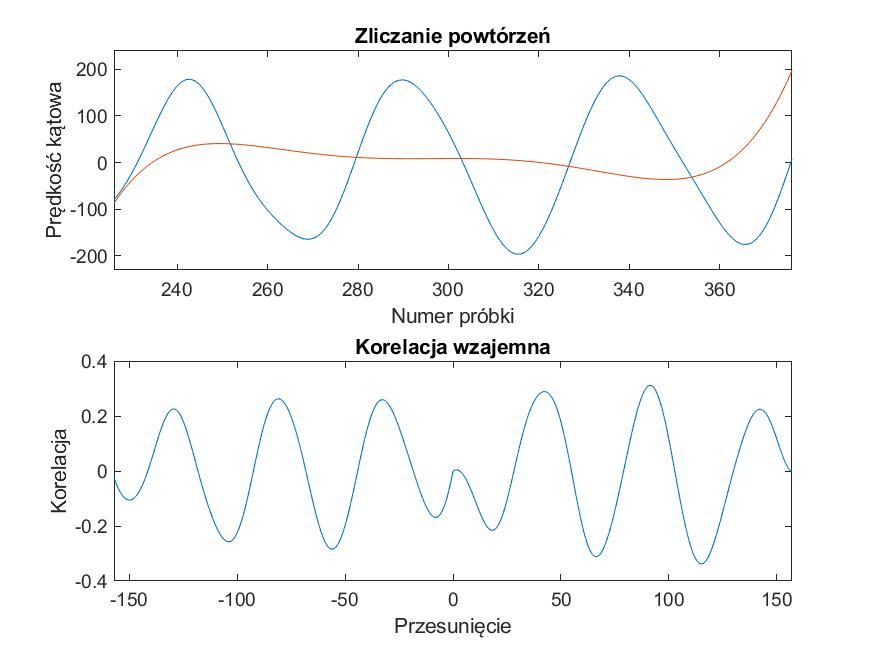 Zliczanie powtórzeń
Prędkość kątowa
200
100
0
-100
-200
240 260 280 300 320 340 360
Numer próbki
Korelacja wzajemna
Korelacja
0.4
0.2
0
-0.2
-0.4
-150 -100 -50 0 50 100 150
Przesunięcie